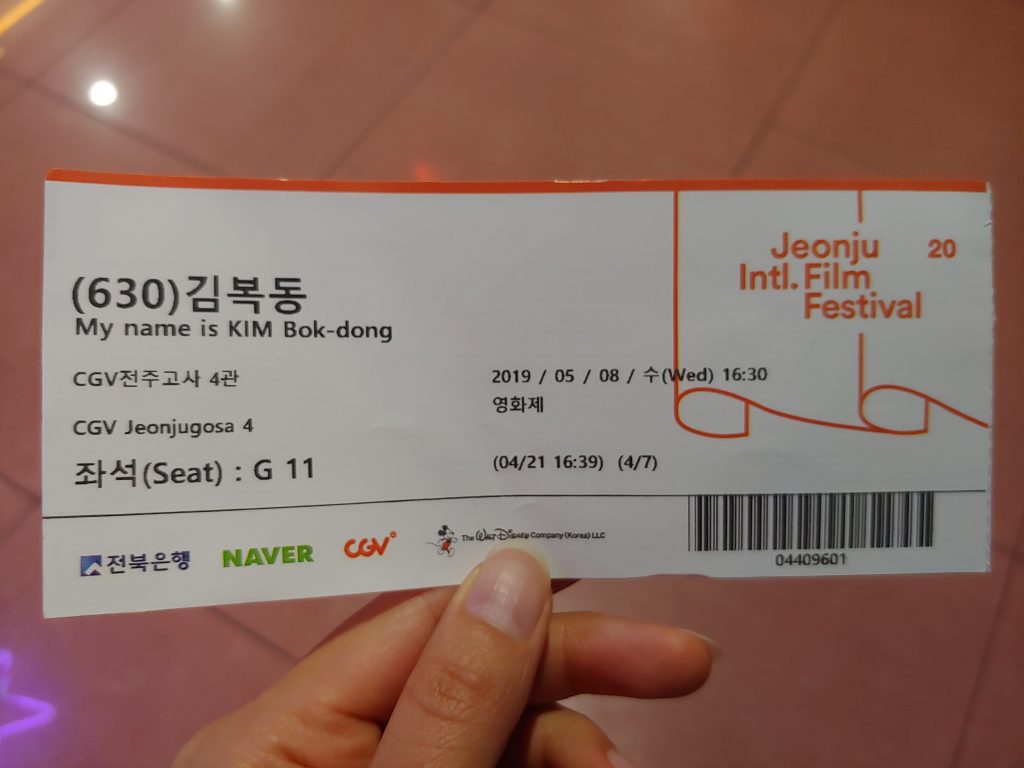 Jeonju 20
Intl. Film
Festival
(630)김복동
My name is KIM Bok-dong
CGV전주고사 4관
CGV Jeonjugosa 4
좌석(Seat) : G 11
2019 / 05 / 08 / 수(Wed) 16:30
영화제
(04/21 16:39) (4/7)
전북은행
NAVER
CGV
The WALT DISNEY Company (Korea) LLC
04409601